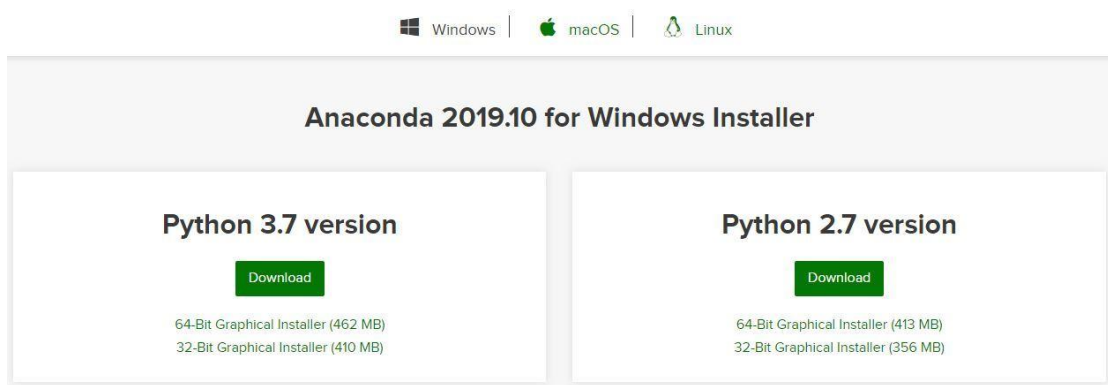 Windows | macOS | Linux
Anaconda 2019.10 for Windows Installer
Python 3.7 version
Download
64-Bit Graphical Installer (462 MB)
32-Bit Graphical Installer (410 MB)
Python 2.7 version
Download
64-Bit Graphical Installer (413 MB)
32-Bit Graphical Installer (356 MB)